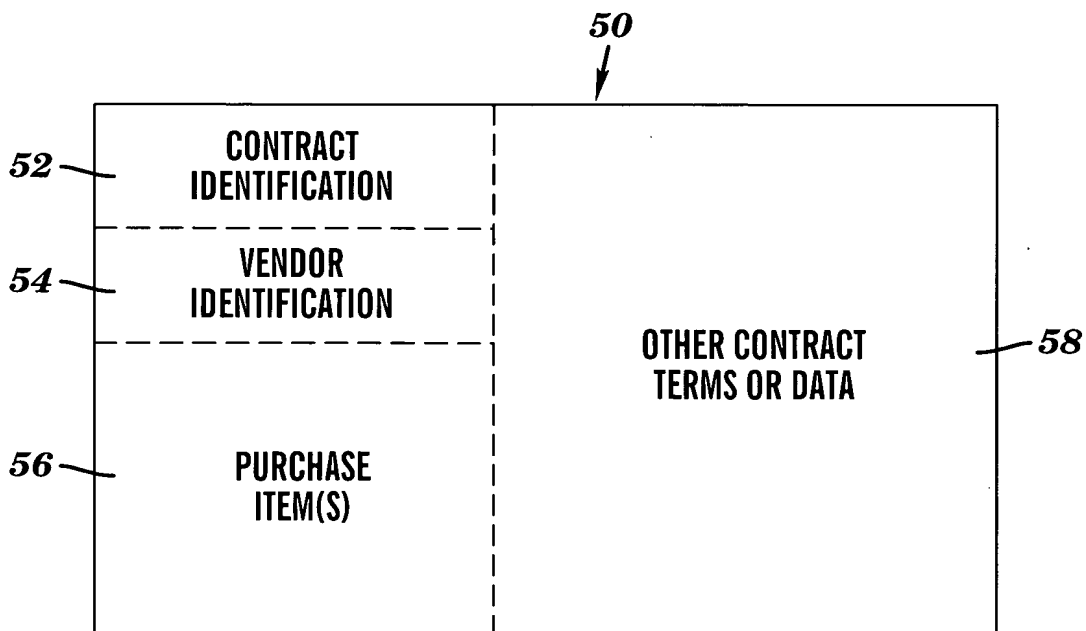 50
52
CONTRACT
IDENTIFICATION
54
VENDOR
IDENTIFICATION
56
PURCHASE
ITEM(S)
OTHER CONTRACT
TERMS OR DATA
58